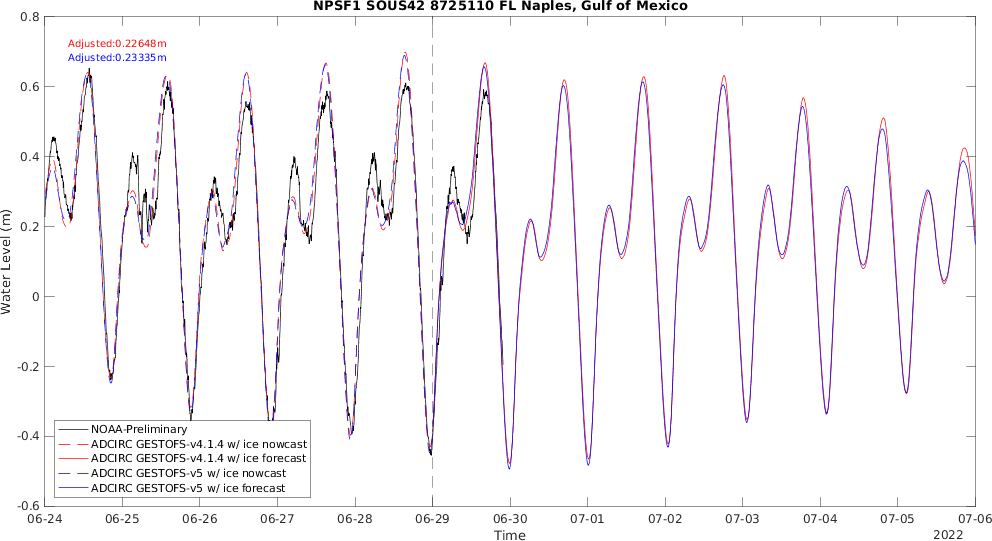 NPSF1 SOUS42 8725110 FL Naples, Gulf of Mexico
Adjusted:0.22648m
Adjusted:0.23335m
Water Level (m)
0.8
0.6
0.4
0.2
0
-0.2
-0.4
-0.6
NOAA-Preliminary
ADCIRC GESTOFS-v4.1.4 w/ ice nowcast
ADCIRC GESTOFS-v4.1.4 w/ ice forecast
ADCIRC GESTOFS-v5 w/ ice nowcast
ADCIRC GESTOFS-v5 w/ ice forecast
06-24 06-25 06-26 06-27 06-28 06-29 06-30 07-01 07-02 07-03 07-04 07-05 07-06
Time
2022